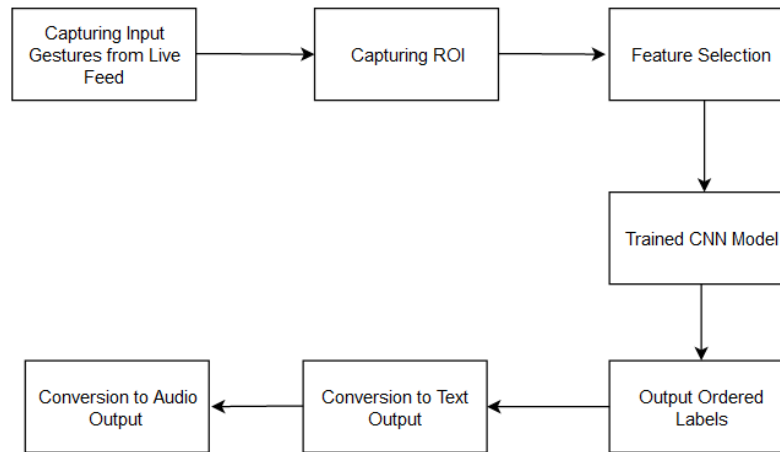 Capturing Input
Gestures from Live
Feed
Capturing ROI
Feature Selection
Trained CNN Model
Output Ordered
Labels
Conversion to Text
Output
Conversion to Audio
Output